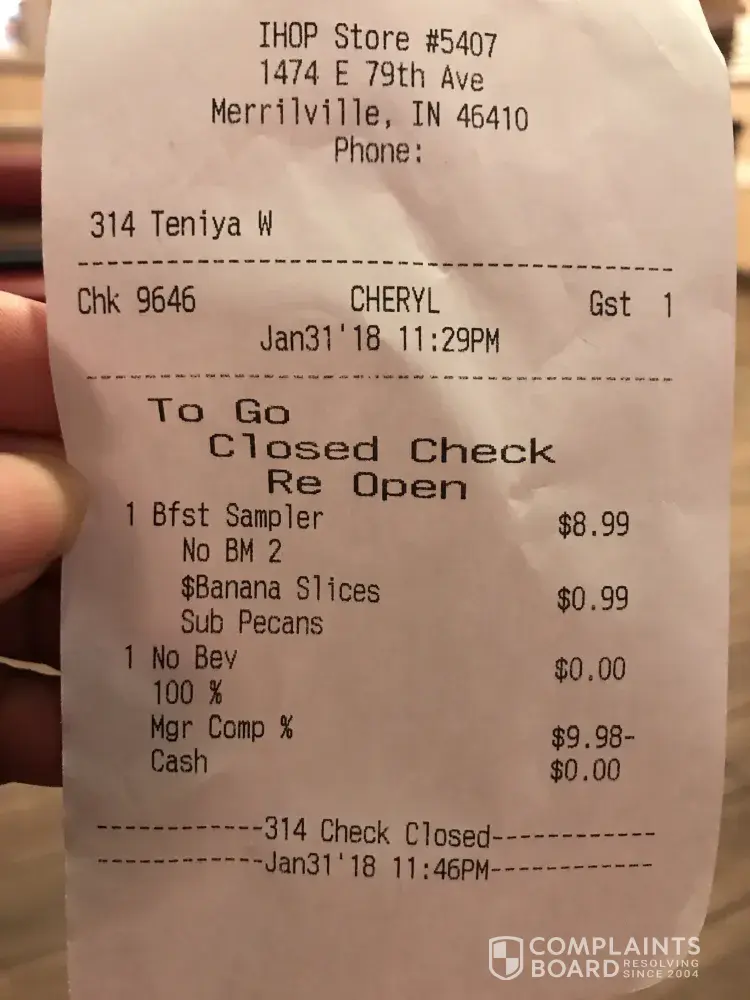 IHOP Store #5407
1474 E 79th Ave
Merrilville, IN 46410
Phone:
314 Teniya W
--------------------------------------------
Chk 9646 CHERYL Gst 1
Jan31'18 11:29PM
--------------------------------------------
To Go
Closed Check
Re Open
1 Bfst Sampler $8.99
No BM 2
$Banana Slices $0.99
Sub Pecans
1 No Bev $0.00
100 %
Mgr Comp % $9.98-
Cash $0.00
------------314 Check Closed------------
------------Jan31'18 11:46PM------------
COMPLAINTS
BOARD RESOLVING
SINCE 2004